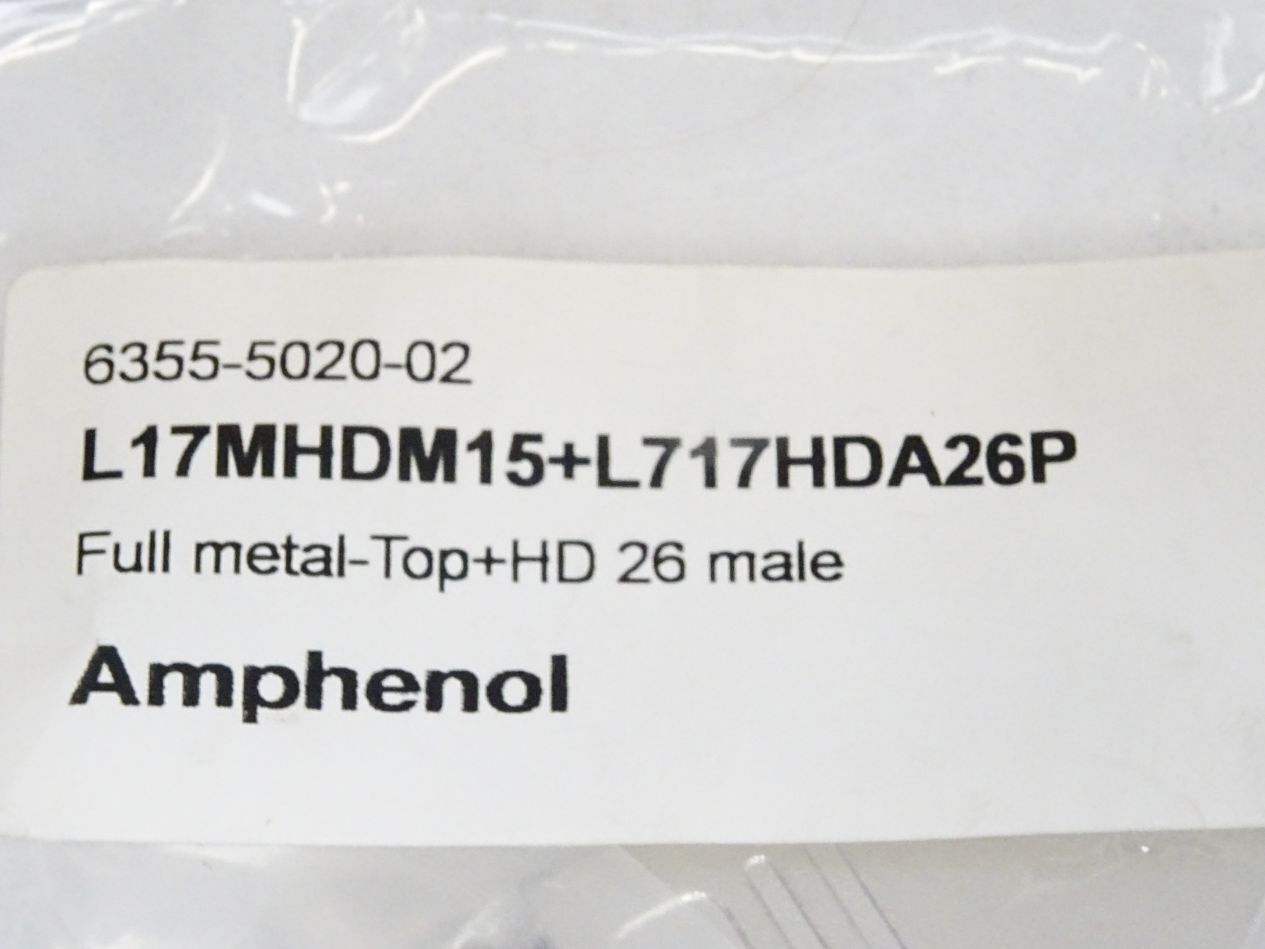 6355-5020-02
L17MHDM15+L717HDA26P
Full metal-Top+HD 26 male
Amphenol